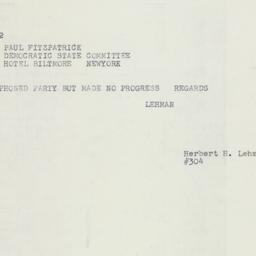 2
PAUL FITZPATRICK
DEMOCRATIC STATE COMMITTEE
HOTEL BILTMORE NEWYORK
PHONED PARTY BUT MADE NO PROGRESS REGARDS
LEHMAN
Herbert H. Leh
#304